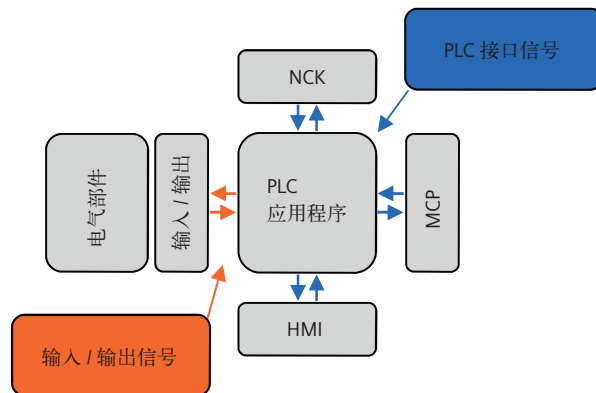 PLC 接口信号
NCK
电气部件
输入 / 输出
PLC
应用程序
MCP
HMI
输入 / 输出信号